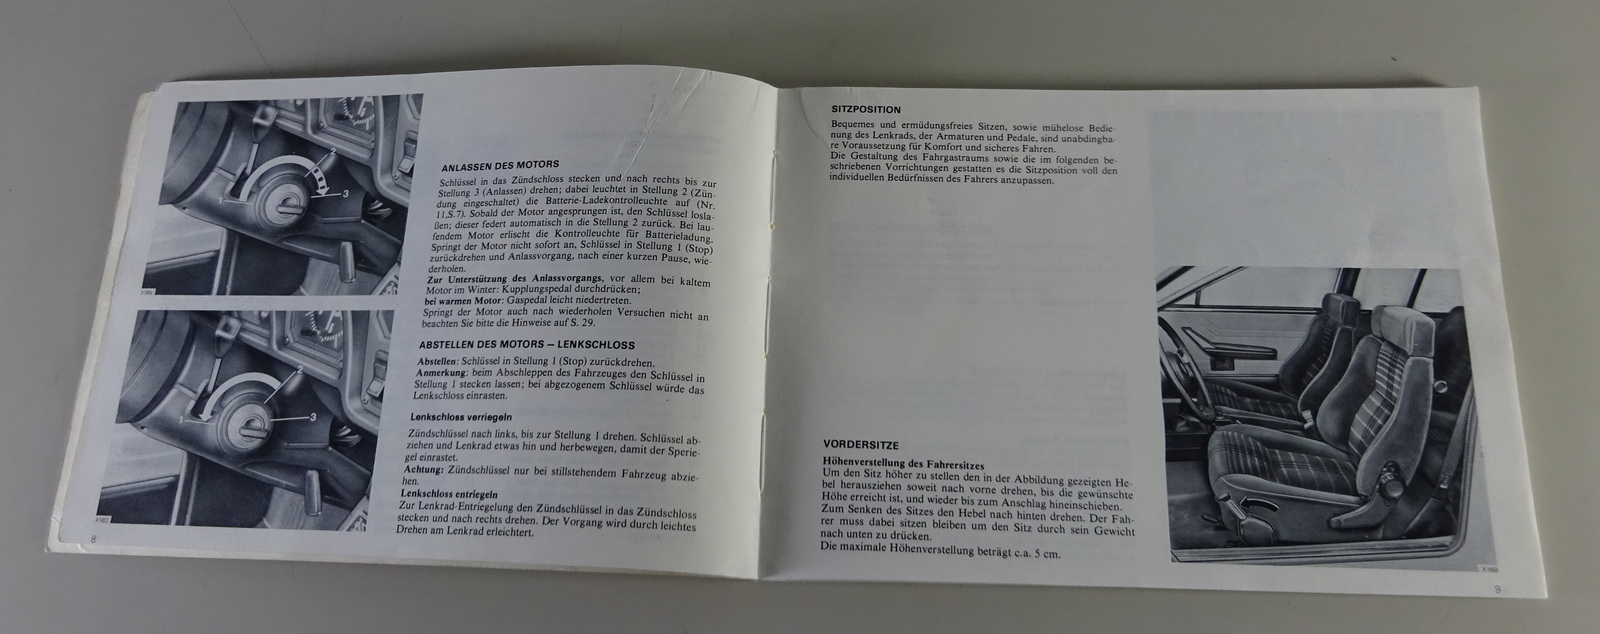 2
1
3
2
1
3
8
ANLASSEN DES MOTORS
Schlüssel in das Zündschloss stecken und nach rechts bis zur
Stellung 3 (Anlassen) drehen; dabei leuchtet in Stellung 2 (Zün-
dung eingeschaltet) die Batterie-Ladekontrolleuchte auf (Nr.
11,S.7). Sobald der Motor angesprungen ist, den Schlüssel losla-
ßen; dieser federt automatisch in die Stellung 2 zurück. Bei lau-
fendem Motor erlischt die Kontrolleuchte für Batterieladung.
Springt der Motor nicht sofort an, Schlüssel in Stellung 1 (Stop)
zurückdrehen und Anlassvorgang, nach einer kurzen Pause, wie-
derholen.
Zur Unterstützung des Anlassvorgangs, vor allem bei kaltem
Motor im Winter: Kupplungspedal durchdrücken;
bei warmen Motor: Gaspedal leicht niedertreten.
Springt der Motor auch nach wiederholen Versuchen nicht an
beachten Sie bitte die Hinweise auf S. 29.
ABSTELLEN DES MOTORS – LENKSCHLOSS
Abstellen: Schlüssel in Stellung 1 (Stop) zurückdrehen.
Anmerkung: beim Abschleppen des Fahrzeuges den Schlüssel in
Stellung 1 stecken lassen; bei abgezogenem Schlüssel würde das
Lenkschloss einrasten.
Lenkschloss verriegeln
Zündschlüssel nach links, bis zur Stellung 1 drehen. Schlüssel ab-
ziehen und Lenkrad etwas hin und herbewegen, damit der Sperie-
gel einrastet.
Achtung: Zündschlüssel nur bei stillstehendem Fahrzeug abzie-
hen.
Lenkschloss entriegeln
Zur Lenkrad-Entriegelung den Zündschlüssel in das Zündschloss
stecken und nach rechts drehen. Der Vorgang wird durch leichtes
Drehen am Lenkrad erleichtert.
SITZPOSITION
Bequemes und ermüdungsfreies Sitzen, sowie mühelose Bedie-
nung des Lenkrads, der Armaturen und Pedale, sind unabdingba-
re Voraussetzung für Komfort und sicheres Fahren.
Die Gestaltung des Fahrgastraums sowie die im folgenden be-
schriebenen Vorrichtungen gestatten es die Sitzposition voll den
individuellen Bedürfnissen des Fahrers anzupassen.
VORDERSITZE
Höhenverstellung des Fahrersitzes
Um den Sitz höher zu stellen den in der Abbildung gezeigten He-
bel herausziehen soweit nach vorne drehen, bis die gewünschte
Höhe erreicht ist, und wieder bis zum Anschlag hineinschieben.
Zum Senken des Sitzes den Hebel nach hinten drehen. Der Fah-
rer muss dabei sitzen bleiben um den Sitz durch sein Gewicht
nach unten zu drücken.
Die maximale Höhenverstellung beträgt c.a. 5 cm.
9